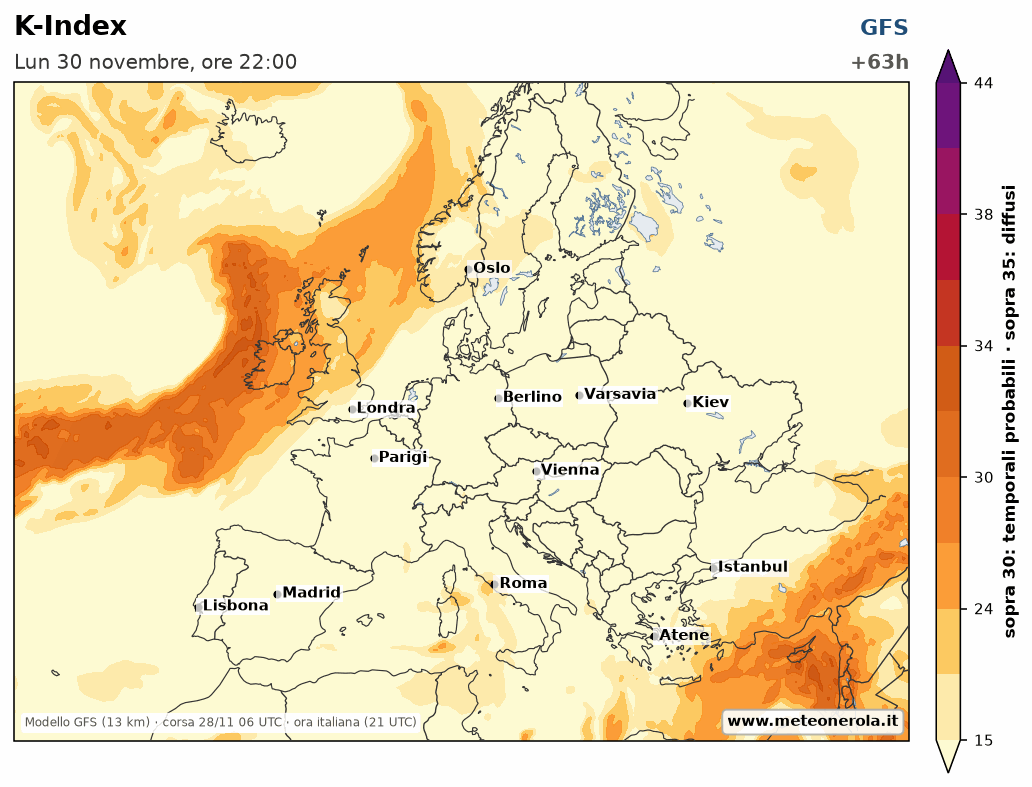 K-Index
GFS
Lun 30 novembre, ore 22:00
+63h
Oslo
Berlino
Varsavia
Kiev
Londra
Parigi
Vienna
Istanbul
Roma
Madrid
Lisbona
Atene
Modello GFS (13 km) · corsa 28/11 06 UTC · ora italiana (21 UTC)
www.meteonerola.it
44
38
34
30
24
15
sopra 30: temporali probabili · sopra 35: diffusi